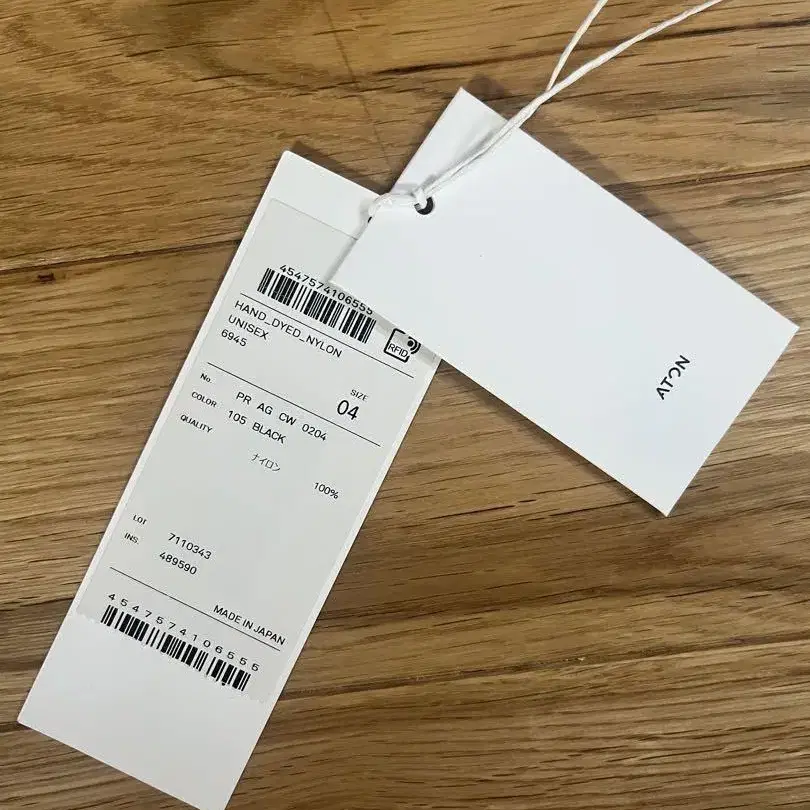 4547574106555
HAND_DYED_NYLON
UNISEX
6945
RFID
SIZE
No. PR AG CW 0204 04
COLOR 105 BLACK
QUALITY
ナイロン 100%
LOT 7110343
INS. 489590
MADE IN JAPAN
4547574106555
ATON